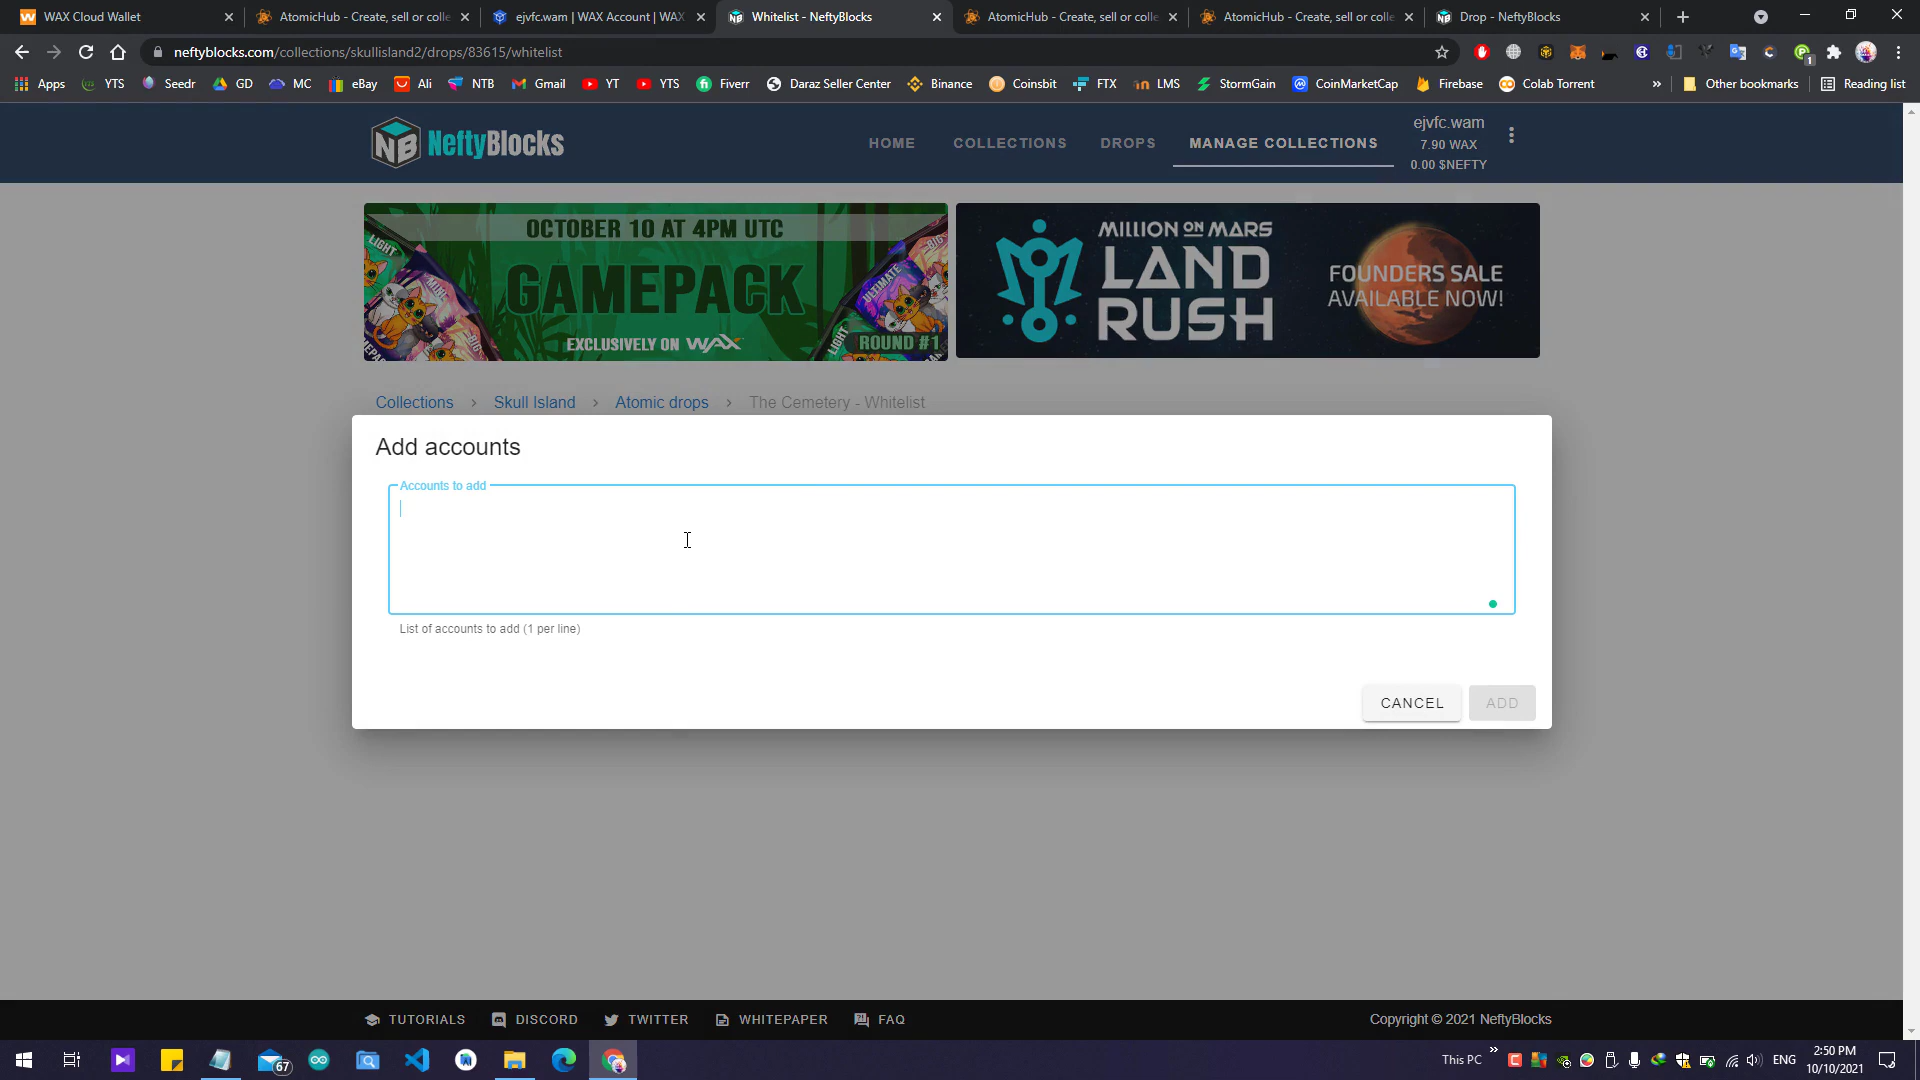 WAX Cloud Wallet
AtomicHub - Create, sell or colle
ejvfc.wam | WAX Account | WAX
Whitelist - NeftyBlocks
AtomicHub - Create, sell or colle
AtomicHub - Create, sell or colle
Drop - NeftyBlocks
neftyblocks.com/collections/skullisland2/drops/83615/whitelist
1
Apps
YTS
Seedr
GD
MC
eBay
Ali
NTB
Gmail
YT
YTS
Fiverr
Daraz Seller Center
Binance
Coinsbit
FTX
LMS
StormGain
CoinMarketCap
Firebase
Colab Torrent
»
Other bookmarks
Reading list
NB NeftyBlocks
HOME
COLLECTIONS
DROPS
MANAGE COLLECTIONS
ejvfc.wam
7.90 WAX
0.00 $NEFTY
OCTOBER 10 AT 4PM UTC
GAMEPACK
EXCLUSIVELY ON WAX
ROUND #1
LIGHT
ULTIMATE
BIG
LIGHT
MILLION ON MARS
LAND
RUSH
FOUNDERS SALE
AVAILABLE NOW!
Collections > Skull Island > Atomic drops > The Cemetery - Whitelist
Add accounts
Accounts to add
List of accounts to add (1 per line)
CANCEL
ADD
TUTORIALS
DISCORD
TWITTER
WHITEPAPER
FAQ
Copyright © 2021 NeftyBlocks
67
This PC
»
ENG
2:50 PM
10/10/2021